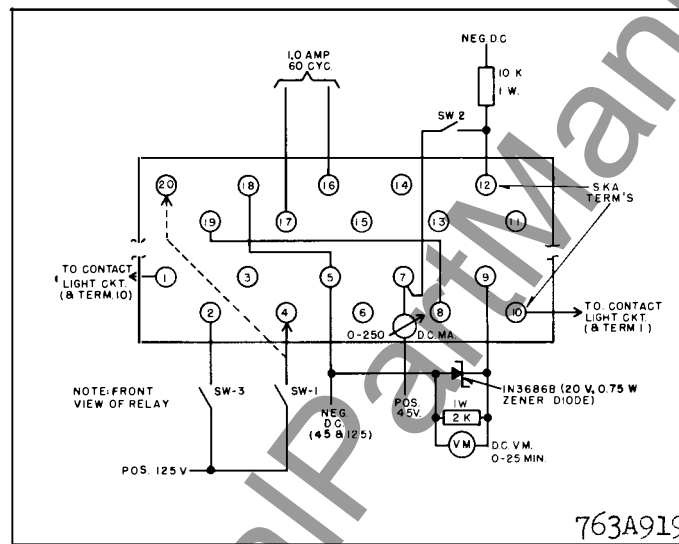 NEG. D.C
1.0 AMP
60 CYC.
10 K
1 W.
SW 2
20
18
16
14
12
SKA
TERM'S
19
17
15
13
11
TO CONTACT
LIGHT CKT.
(& TERM. 10)
1
3
5
7
9
2
4
6
8
10
TO CONTACT
LIGHT CKT.
(& TERM 1)
0-250
D.C. MA.
NOTE: FRONT
VIEW OF RELAY
SW-3
SW-1
NEG.
D.C.
(45 & 125)
POS.
45V.
1W
2 K
VM
1N3686B (20 V, 0.75 W
ZENER DIODE)
D.C. VM.
0-25 MIN.
POS. 125 V
763A919
alPartMan